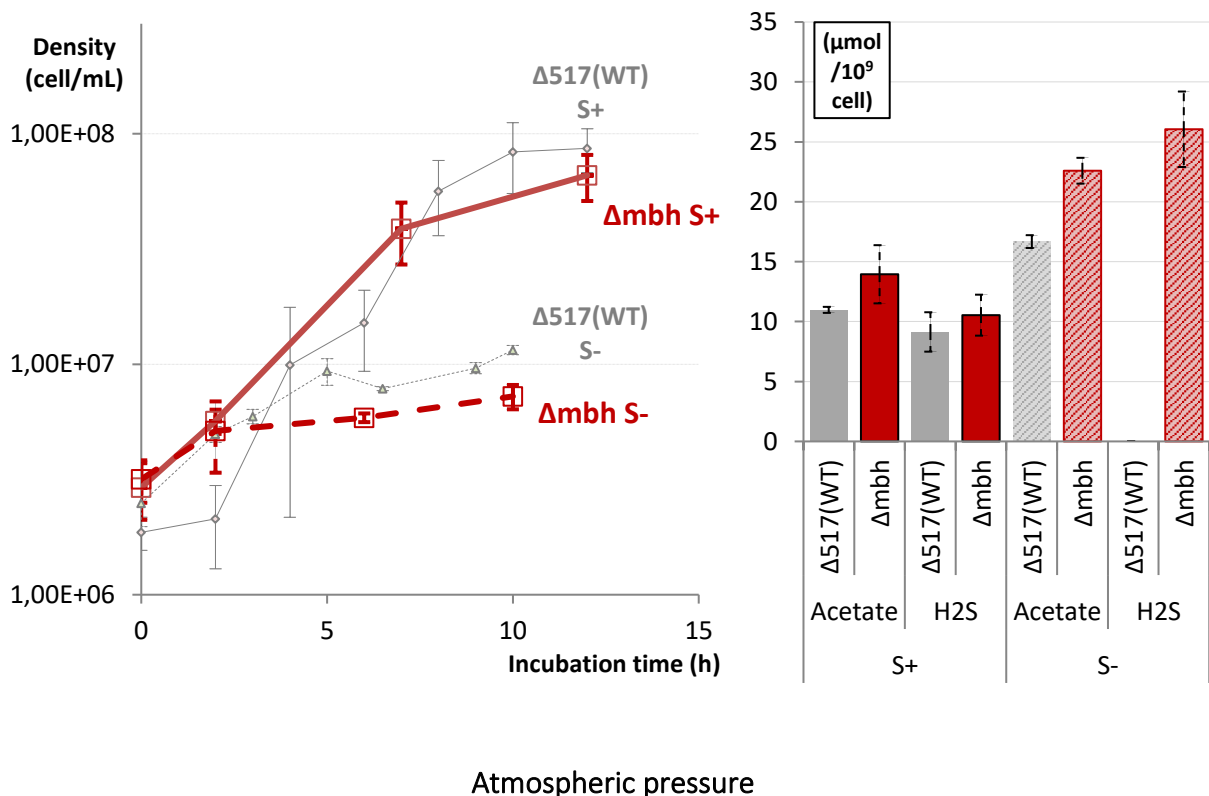 Density
(cell/mL)
1,00E+08
1,00E+07
1,00E+06
0
5
10
15
Incubation time (h)
Δ517(WT)
S+
Δmbh S+
Δ517(WT)
S-
Δmbh S-
35
30
25
20
15
10
5
0
(µmol
/10⁹
cell)
Δ517(WT)
Δmbh
Δ517(WT)
Δmbh
Δ517(WT)
Δmbh
Δ517(WT)
Δmbh
Acetate
H2S
Acetate
H2S
S+
S-
Atmospheric pressure